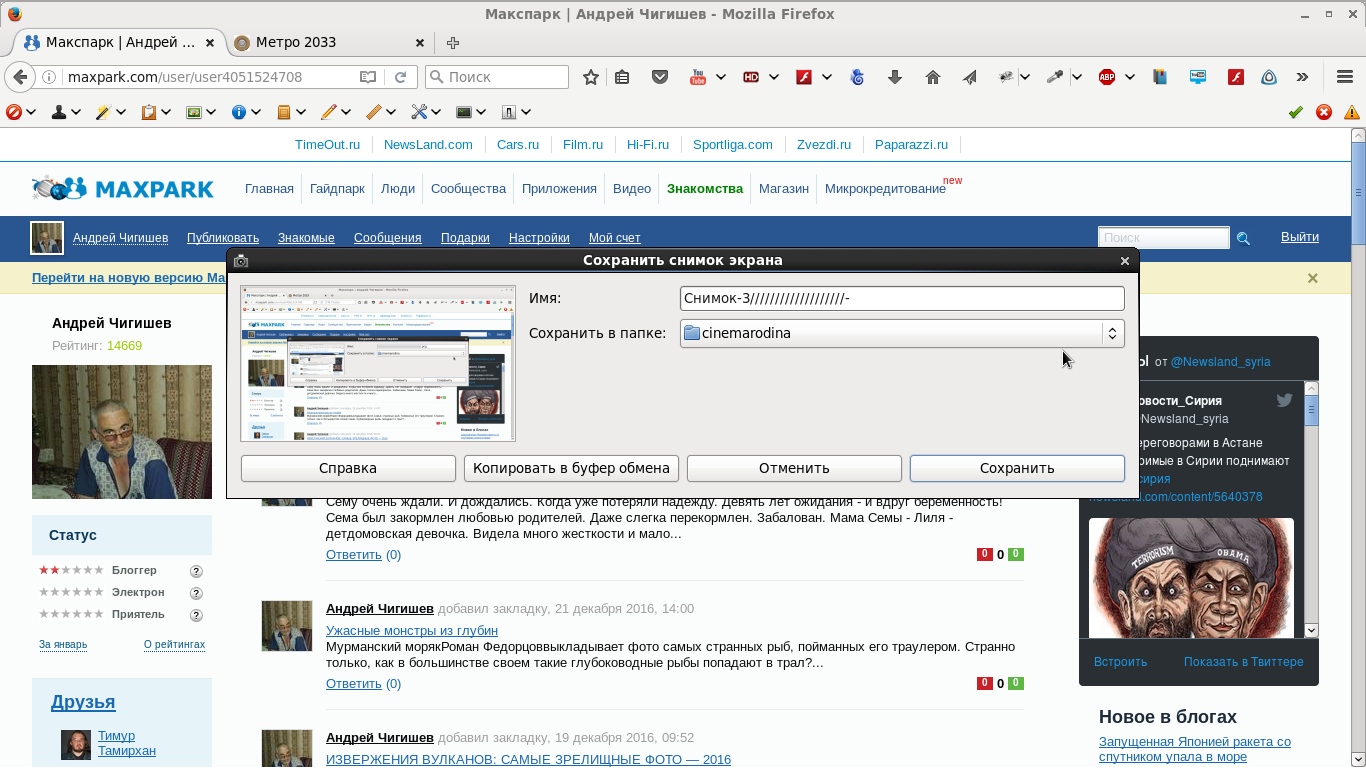 Макспарк | Андрей Чигишев - Mozilla Firefox
Макспарк | Андрей ...
Метро 2033
maxpark.com/user/user4051524708
Поиск
TimeOut.ru
NewsLand.com
Cars.ru
Film.ru
Hi-Fi.ru
Sportliga.com
Zvezdi.ru
Paparazzi.ru
MAXPARK
Главная
Гайдпарк
Люди
Сообщества
Приложения
Видео
Знакомства
Магазин
Микрокредитование
new
Андрей Чигишев
Публиковать
Знакомые
Сообщения
Подарки
Настройки
Мой счет
Поиск
Выйти
Перейти на новую версию Ма
Сохранить снимок экрана
Имя:
Снимок-3///////////////////-
Сохранить в папке:
cinemarodina
Справка
Копировать в буфер обмена
Отменить
Сохранить
Андрей Чигишев
Рейтинг: 14669
Статус
Блоггер
Электрон
Приятель
За январь
О рейтингах
Друзья
Тимур
Тамирхан
Сему очень ждали. И дождались. Когда уже потеряли надежду. Девять лет ожидания - и вдруг беременность!
Сема был закормлен любовью родителей. Даже слегка перекормлен. Забалован. Мама Семы - Лиля -
детдомовская девочка. Видела много жесткости и мало...
Ответить (0)
0 0 0
Андрей Чигишев добавил закладку, 21 декабря 2016, 14:00
Ужасные монстры из глубин
Мурманский морякРоман Федорцоввыкладывает фото самых странных рыб, пойманных его траулером. Странно
только, как в большинстве своем такие глубоководные рыбы попадают в трал?...
Ответить (0)
0 0 0
Андрей Чигишев добавил закладку, 19 декабря 2016, 09:52
ИЗВЕРЖЕНИЯ ВУЛКАНОВ: САМЫЕ ЗРЕЛИЩНЫЕ ФОТО — 2016
от @Newsland_syria
овости_Сирия
Newsland_syria
ереговорами в Астане
римые в Сирии поднимают
сирия
newsland.com/content/5640378
TERRORISM
OBAMA
Встроить
Показать в Твиттере
Новое в блогах
Запущенная Японией ракета со
спутником упала в море